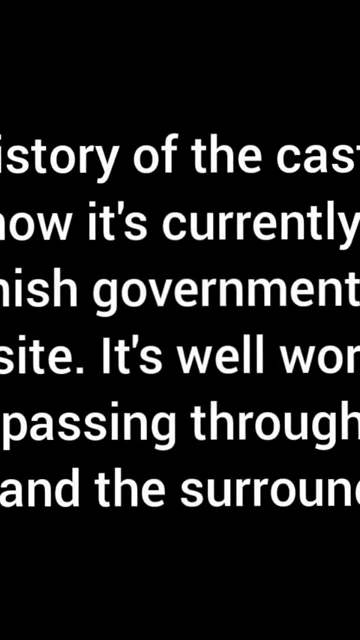 istory of the cast
now it's currently
nish government
site. It's well wor
passing through
and the surround